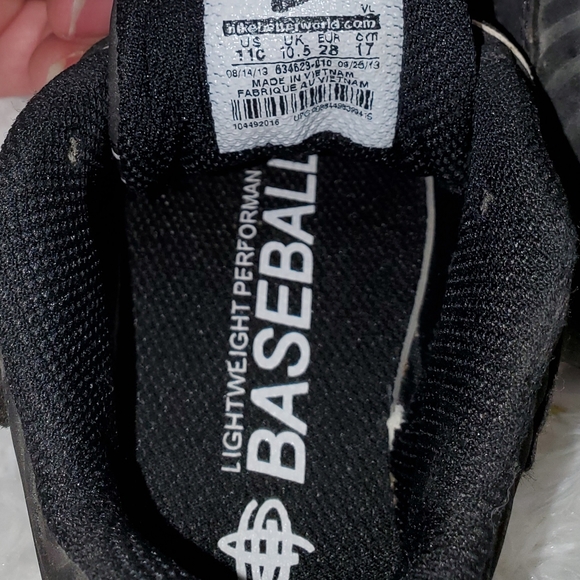 VL
nikebetterworld.com
US UK EUR cm
11C 10.5 28 17
08/14/13 634629-010 09/25/13
MADE IN VIETNAM
FABRIQUE AU VIETNAM
104492016
LIGHTWEIGHT PERFORMAN
BASEBALL